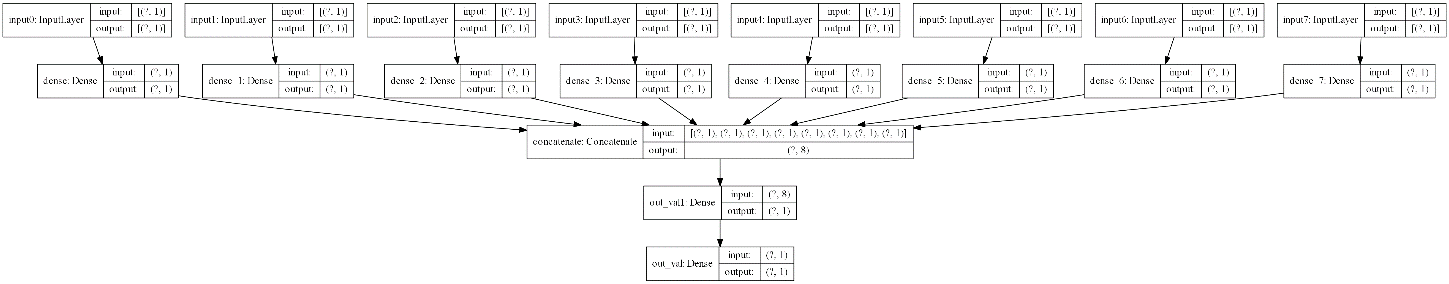 input0: InputLayer input: [(?, 1)] output: [(?, 1)]
input1: InputLayer input: [(?, 1)] output: [(?, 1)]
input2: InputLayer input: [(?, 1)] output: [(?, 1)]
input3: InputLayer input: [(?, 1)] output: [(?, 1)]
input4: InputLayer input: [(?, 1)] output: [(?, 1)]
input5: InputLayer input: [(?, 1)] output: [(?, 1)]
input6: InputLayer input: [(?, 1)] output: [(?, 1)]
input7: InputLayer input: [(?, 1)] output: [(?, 1)]
dense: Dense input: (?, 1) output: (?, 1)
dense_1: Dense input: (?, 1) output: (?, 1)
dense_2: Dense input: (?, 1) output: (?, 1)
dense_3: Dense input: (?, 1) output: (?, 1)
dense_4: Dense input: (?, 1) output: (?, 1)
dense_5: Dense input: (?, 1) output: (?, 1)
dense_6: Dense input: (?, 1) output: (?, 1)
dense_7: Dense input: (?, 1) output: (?, 1)
concatenate: Concatenate input: [(?, 1), (?, 1), (?, 1), (?, 1), (?, 1), (?, 1), (?, 1), (?, 1)] output: (?, 8)
out_val1: Dense input: (?, 8) output: (?, 1)
out_val: Dense input: (?, 1) output: (?, 1)